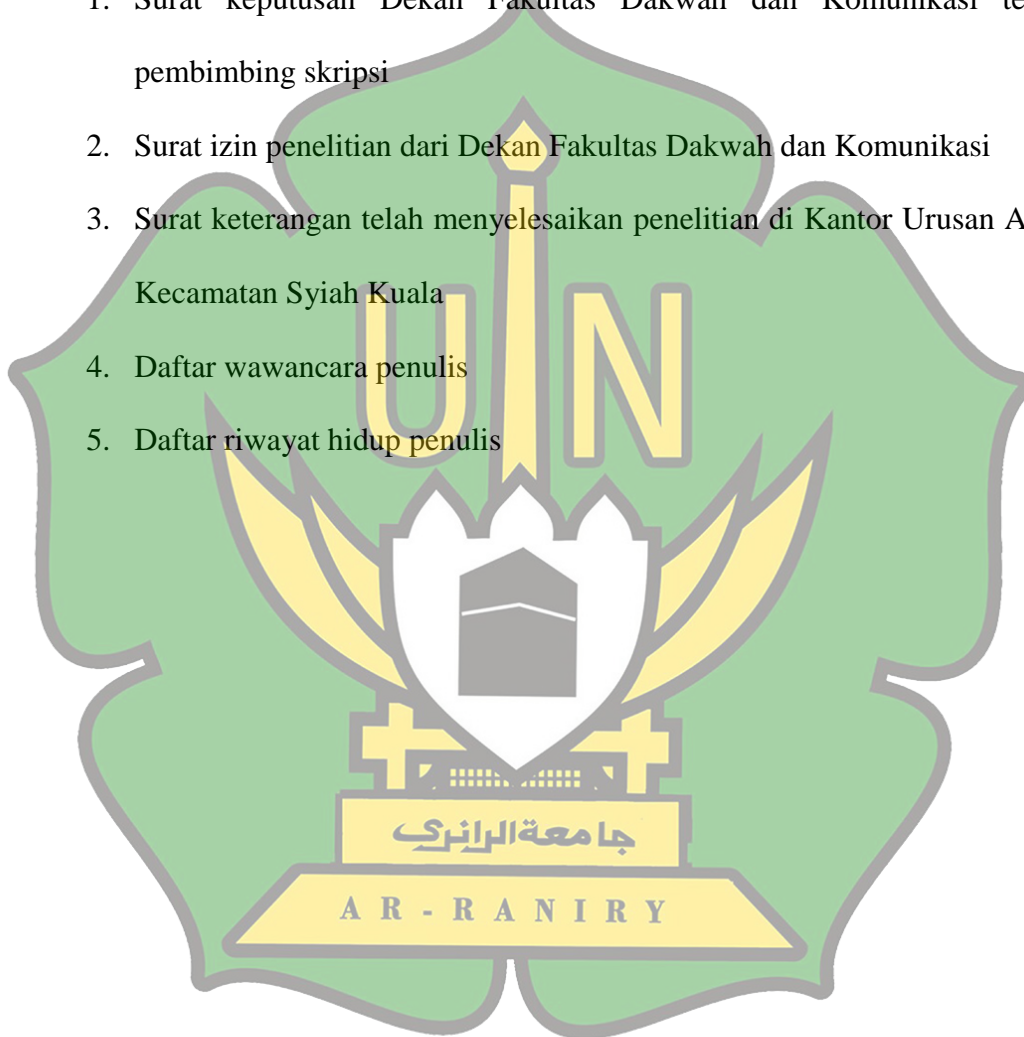 1. Surat keputusan Dekan Fakultas Dakwah dan Komunikasi
pembimbing skripsi
2. Surat izin penelitian dari Dekan Fakultas Dakwah dan Komunikasi
3. Surat keterangan telah menyelesaikan penelitian di Kantor Urusan
Kecamatan Syiah Kuala
4. Daftar wawancara penulis
5. Daftar riwayat hidup penulis
UIN
جامعة الرانري
AR-RANIRY